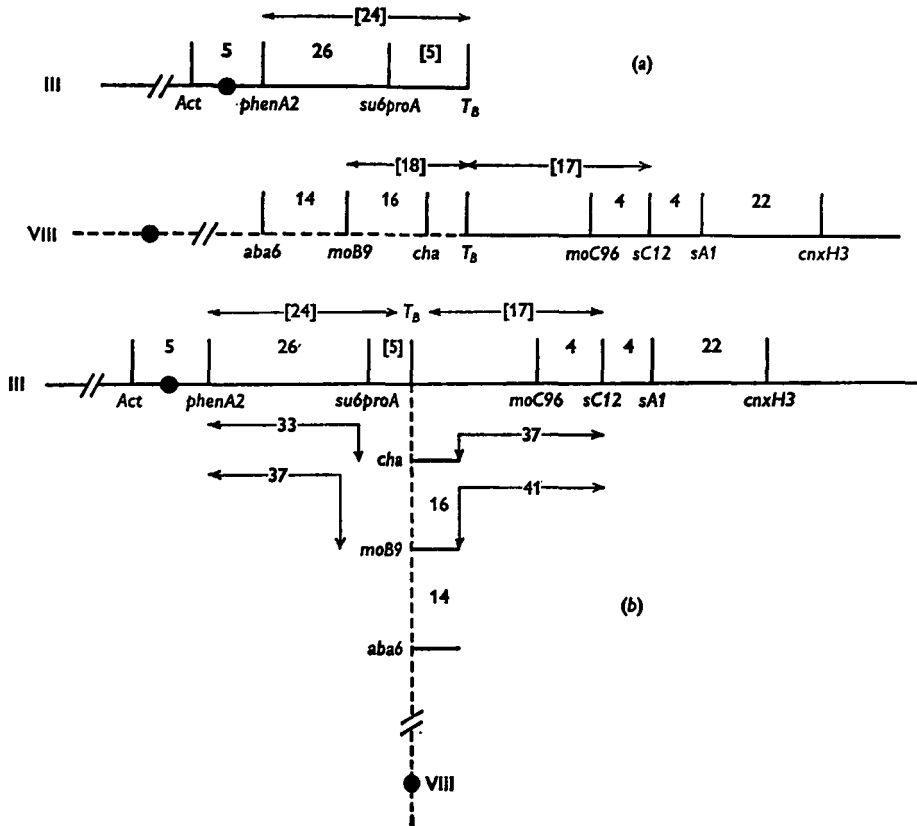 [24]
5 26 [5] (a)
III
Act phenA2 su6proA T_B
[18] [17]
14 16 4 4 22
VIII
aba6 moB9 cha T_B moC96 sC12 sA1 cnxH3
[24] T_B [17]
5 26 [5] 4 4 22
III
Act phenA2 su6proA moC96 sC12 sA1 cnxH3
33 37
cha
37 16 41
moB9
14 (b)
aba6
VIII